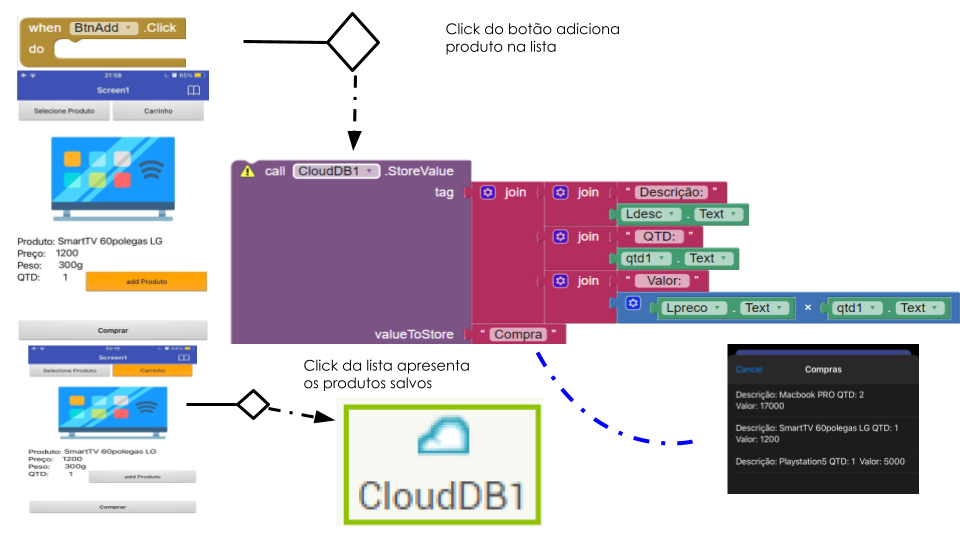 when BtnAdd .Click
do
Click do botão adiciona
produto na lista
21:58
65%
Screen1
Selecione Produto
Carrinho
Produto: SmartTV 60polegas LG
Preço: 1200
Peso: 300g
QTD: 1
add Produto
Comprar
call CloudDB1 .StoreValue
tag
join
join
" Descrição: "
Ldesc . Text
join
" QTD: "
qtd1 . Text
join
" Valor: "
Lpreco . Text × qtd1 . Text
valueToStore
" Compra "
Screen1
Selecione Produto
Carrinho
Produto: SmartTV 60polegas LG
Preço: 1200
Peso: 300g
QTD: 1
add Produto
Comprar
Click da lista apresenta
os produtos salvos
CloudDB1
Cancel
Compras
Descrição: Macbook PRO QTD: 2
Valor: 17000
Descrição: SmartTV 60polegas LG QTD: 1
Valor: 1200
Descrição: Playstation5 QTD: 1 Valor: 5000